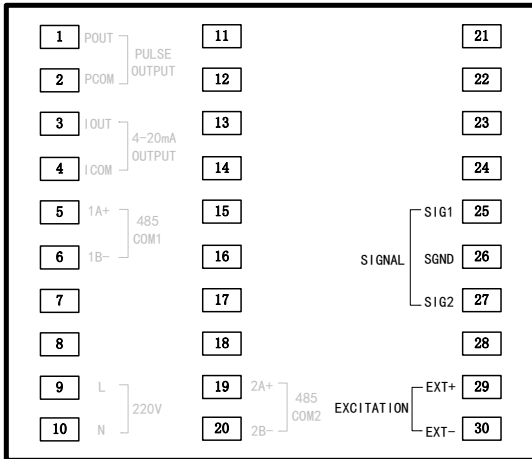 1 POUT 11 21
PULSE
OUTPUT
2 PCOM 12 22
3 IOUT 13 23
4-20mA
OUTPUT
4 ICOM 14 24
5 1A+ 15 SIG1 25
485
COM1
6 1B- 16 SIGNAL SGND 26
7 17 SIG2 27
8 18 28
9 L 19 2A+ EXT+ 29
220V 485
COM2 EXCITATION
10 N 20 2B- EXT- 30